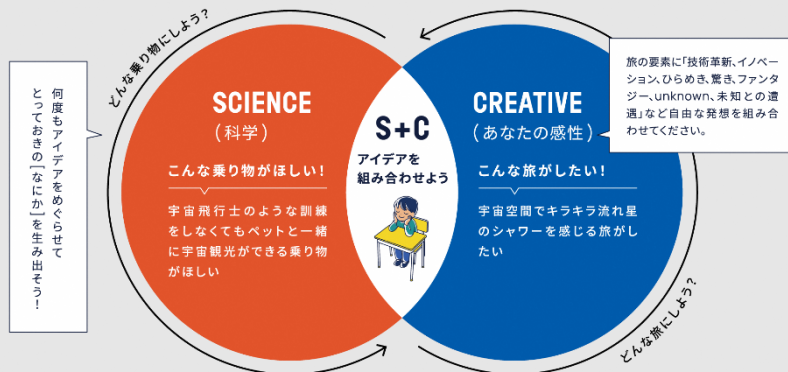 どんな乗り物にしよう？
何度もアイデアをめぐらせて
とっておきの［なにか］を生み出そう！
SCIENCE
（科学）
こんな乗り物がほしい！
宇宙飛行士のような訓練
をしなくてもペットと一緒
に宇宙観光ができる乗り物
がほしい
S+C
アイデアを
組み合わせよう
CREATIVE
（あなたの感性）
こんな旅がしたい！
宇宙空間でキラキラ流れ星
のシャワーを感じる旅がし
たい
旅の要素に「技術革新、イノベ
ーション、ひらめき、驚き、ファンタ
ジー、unknown、未知との遭
遇」など自由な発想を組み合
わせてください。
どんな旅にしよう？